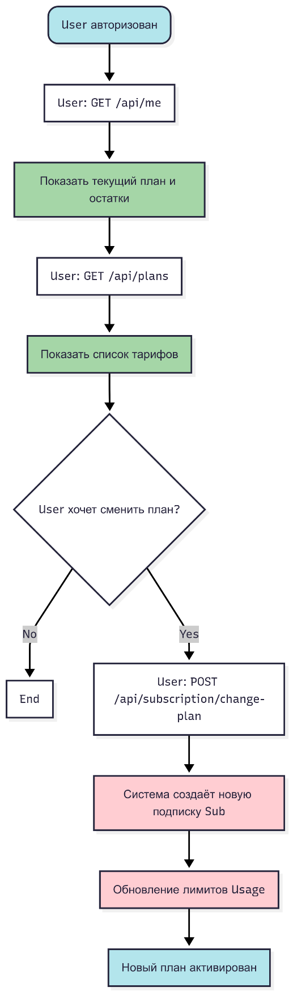 User авторизован
User: GET /api/me
Показать текущий план и
остатки
User: GET /api/plans
Показать список тарифов
User хочет сменить план?
No
Yes
End
User: POST
/api/subscription/change-
plan
Система создаёт новую
подписку Sub
Обновление лимитов Usage
Новый план активирован